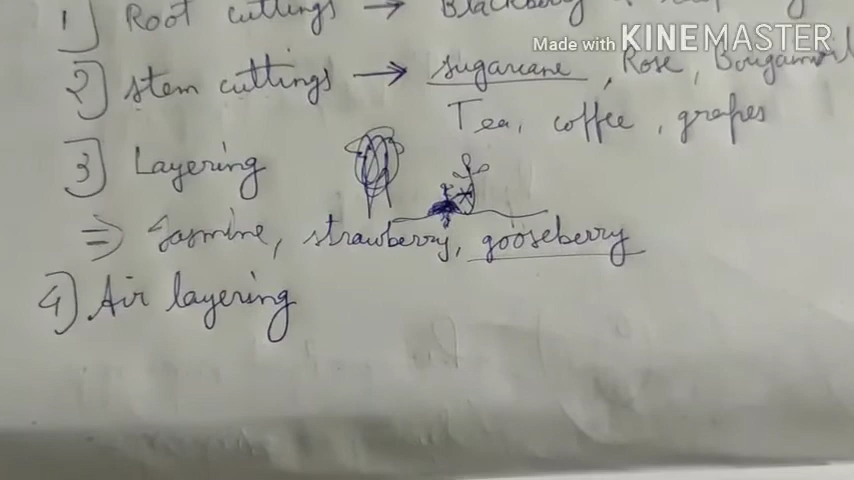 1) Root cuttings → Blackberry
Made with KINEMASTER
2) stem cuttings → sugarcane, Rose,
Tea, coffee, grapes
3) Layering
⇒ Jasmine, strawberry, gooseberry
4) Air layering